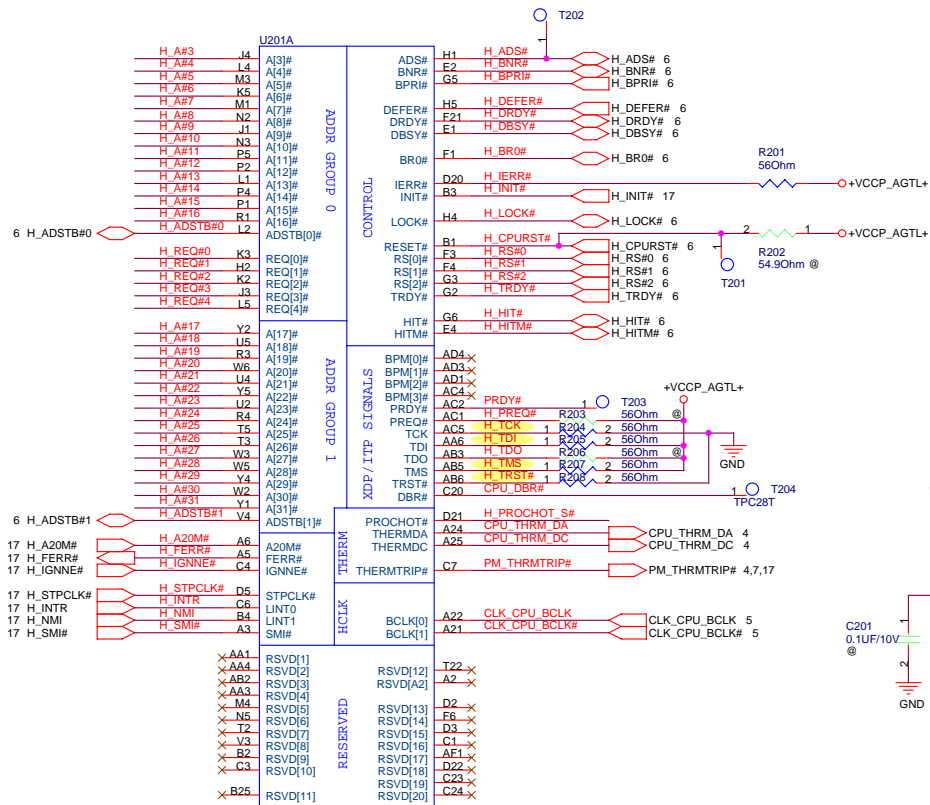 T202
1
U201A
H_A#3 J4 A[3]# ADS# H1 H_ADS# H_ADS# 6
H_A#4 L4 A[4]# BNR# E2 H_BNR# H_BNR# 6
H_A#5 M3 A[5]# BPRI# G5 H_BPRI# H_BPRI# 6
H_A#6 K5 A[6]#
H_A#7 M1 A[7]# DEFER# H5 H_DEFER# H_DEFER# 6
H_A#8 N2 A[8]# DRDY# F21 H_DRDY# H_DRDY# 6
H_A#9 J1 A[9]# DBSY# E1 H_DBSY# H_DBSY# 6
H_A#10 N3 A[10]#
H_A#11 P5 A[11]# BR0# F1 H_BR0# H_BR0# 6
H_A#12 P2 A[12]#
H_A#13 L1 A[13]# IERR# D20 H_IERR# R201 56Ohm +VCCP_AGTL+
H_A#14 P4 A[14]# INIT# B3 H_INIT# H_INIT# 17
H_A#15 P1 A[15]#
H_A#16 R1 A[16]# LOCK# H4 H_LOCK# H_LOCK# 6
6 H_ADSTB#0 H_ADSTB#0 L2 ADSTB[0]#
ADDR GROUP 0
CONTROL
RESET# B1 H_CPURST# H_CPURST# 6 2 1 +VCCP_AGTL+
R202
54.9Ohm @
1
T201
H_REQ#0 K3 REQ[0]# RS[0]# F3 H_RS#0 H_RS#0 6
H_REQ#1 H2 REQ[1]# RS[1]# F4 H_RS#1 H_RS#1 6
H_REQ#2 K2 REQ[2]# RS[2]# G3 H_RS#2 H_RS#2 6
H_REQ#3 J3 REQ[3]# TRDY# G2 H_TRDY# H_TRDY# 6
H_REQ#4 L5 REQ[4]#
HIT# G6 H_HIT# H_HIT# 6
H_A#17 Y2 A[17]# HITM# E4 H_HITM# H_HITM# 6
H_A#18 U5 A[18]#
H_A#19 R3 A[19]# BPM[0]# AD4
H_A#20 W6 A[20]# BPM[1]# AD3
H_A#21 U4 A[21]# BPM[2]# AD1
H_A#22 Y5 A[22]# BPM[3]# AC4 +VCCP_AGTL+
H_A#23 U2 A[23]# PRDY# AC2 PRDY# 1 T203
H_A#24 R4 A[24]# PREQ# AC1 H_PREQ# R203 56Ohm @
H_A#25 T5 A[25]# TCK AC5 H_TCK 1 R204 2 56Ohm
H_A#26 T3 A[26]# TDI AA6 H_TDI 1 R205 2 56Ohm
H_A#27 W3 A[27]# TDO AB3 H_TDO R206 56Ohm @
H_A#28 W5 A[28]# TMS AB5 H_TMS 1 R207 2 56Ohm
H_A#29 Y4 A[29]# TRST# AB6 H_TRST# 1 R208 2 56Ohm
GND
H_A#30 W2 A[30]# DBR# C20 CPU_DBR# 1 T204
TPC28T
H_A#31 Y1 A[31]#
6 H_ADSTB#1 H_ADSTB#1 V4 ADSTB[1]#
ADDR GROUP 1
XDP/ITP SIGNALS
PROCHOT# D21 H_PROCHOT_S#
THERMDA A24 CPU_THRM_DA CPU_THRM_DA 4
17 H_A20M# H_A20M# A6 A20M# THERMDC A25 CPU_THRM_DC CPU_THRM_DC 4
17 H_FERR# H_FERR# A5 FERR#
17 H_IGNNE# H_IGNNE# C4 IGNNE# THERMTRIP# C7 PM_THRMTRIP# PM_THRMTRIP# 4,7,17
THERM
17 H_STPCLK# H_STPCLK# D5 STPCLK#
17 H_INTR H_INTR C6 LINT0
17 H_NMI H_NMI B4 LINT1 BCLK[0] A22 CLK_CPU_BCLK CLK_CPU_BCLK 5
17 H_SMI# H_SMI# A3 SMI# BCLK[1] A21 CLK_CPU_BCLK# CLK_CPU_BCLK# 5
HCLK
C201
0.1UF/10V
@
2
GND
AA1 RSVD[1]
AA4 RSVD[2] RSVD[12] T22
AB2 RSVD[3] RSVD[A2] A2
AA3 RSVD[4]
M4 RSVD[5] RSVD[13] D2
N5 RSVD[6] RSVD[14] F6
T2 RSVD[7] RSVD[15] D3
V3 RSVD[8] RSVD[16] C1
B2 RSVD[9] RSVD[17] AF1
C3 RSVD[10] RSVD[18] D22
RSVD[19] C23
B25 RSVD[11] RSVD[20] C24
RESERVED